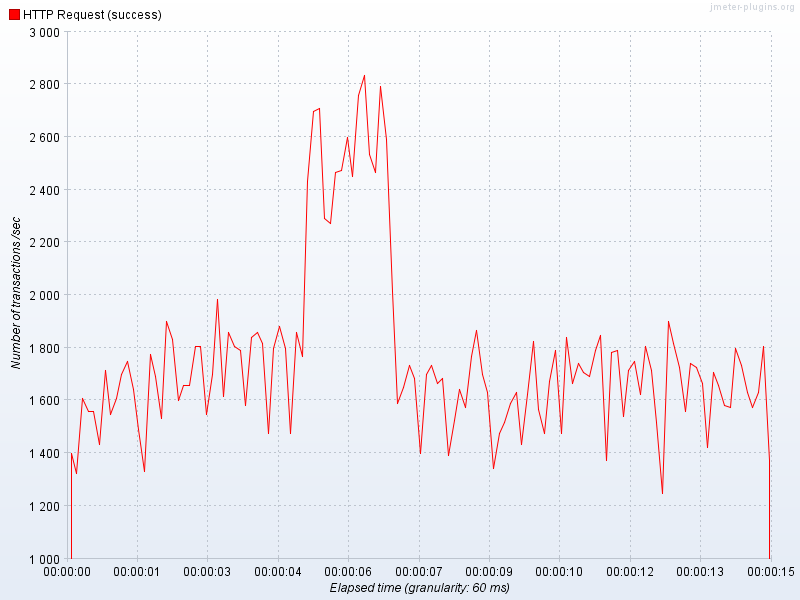 jmeter-plugins.org
HTTP Request (success)
3 000
2 800
2 600
2 400
2 200
2 000
1 800
1 600
1 400
1 200
1 000
Number of transactions /sec
00:00:00 00:00:01 00:00:03 00:00:04 00:00:06 00:00:07 00:00:09 00:00:10 00:00:12 00:00:13 00:00:15
Elapsed time (granularity: 60 ms)